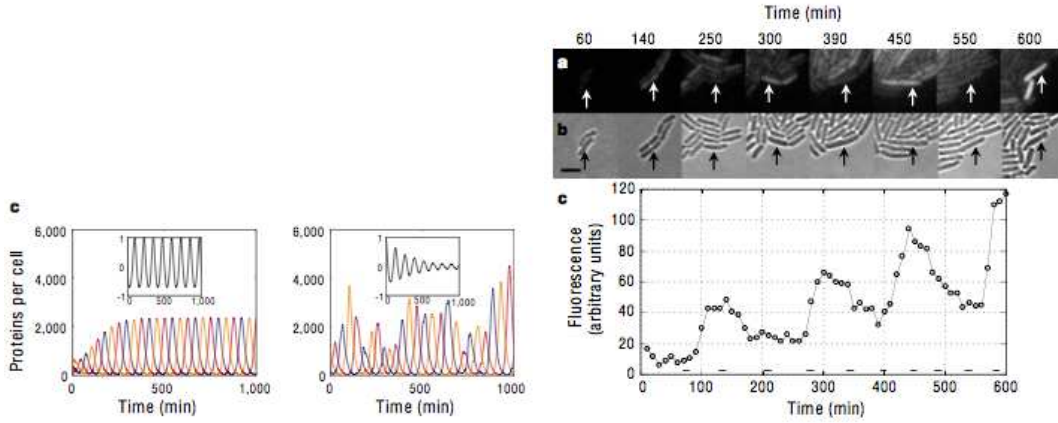 Time (min)
60 140 250 300 390 450 550 600
a
b
c
Proteins per cell
6,000
4,000
2,000
0
1
0
-1
0 500 1,000
0 500 1,000
Time (min)
6,000
4,000
2,000
0
1
0
-1
0 500 1,000
0 500 1000
Time (min)
c
Fluorescence
(arbitrary units)
120
100
80
60
40
20
0
0 100 200 300 400 500 600
Time (min)